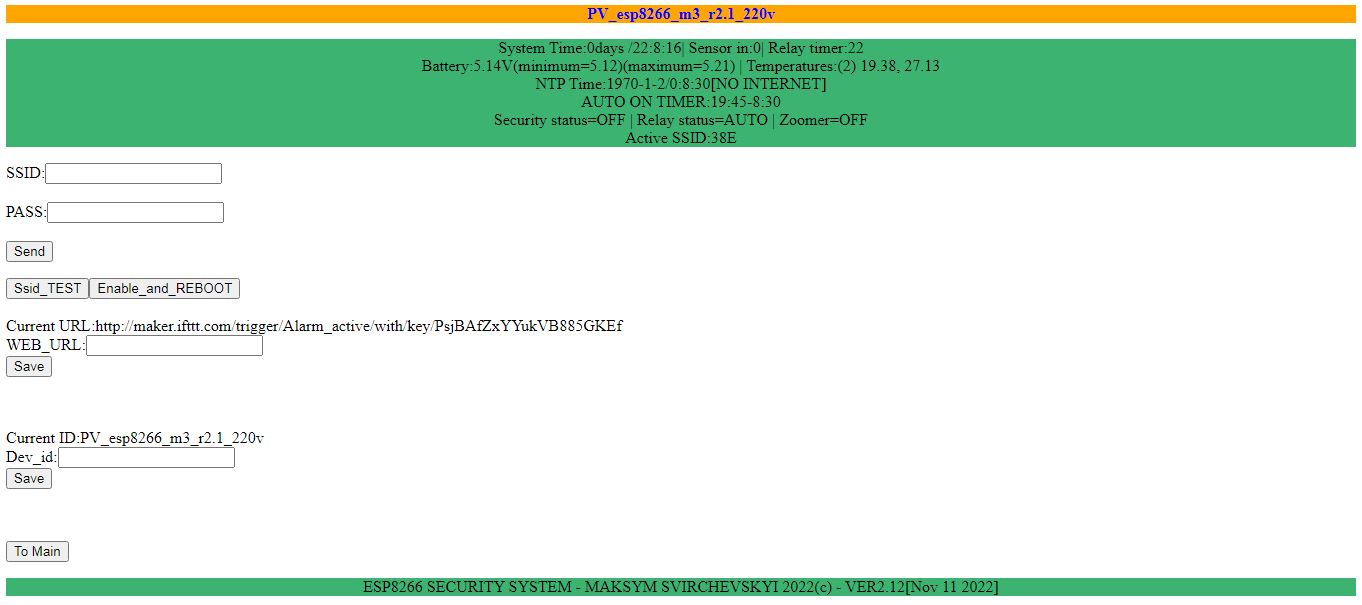 PV_esp8266_m3_r2.1_220v
System Time:0days /22:8:16| Sensor in:0| Relay timer:22
Battery:5.14V(minimum=5.12)(maximum=5.21) | Temperatures:(2) 19.38, 27.13
NTP Time:1970-1-2/0:8:30[NO INTERNET]
AUTO ON TIMER:19:45-8:30
Security status=OFF | Relay status=AUTO | Zoomer=OFF
Active SSID:38E
SSID:
PASS:
Send
Ssid_TEST Enable_and_REBOOT
Current URL:http://maker.ifttt.com/trigger/Alarm_active/with/key/PsjBAfZxYYukVB885GKEf
WEB_URL:
Save
Current ID:PV_esp8266_m3_r2.1_220v
Dev_id:
Save
To Main
ESP8266 SECURITY SYSTEM - MAKSYM SVIRCHEVSKYI 2022(c) - VER2.12[Nov 11 2022]